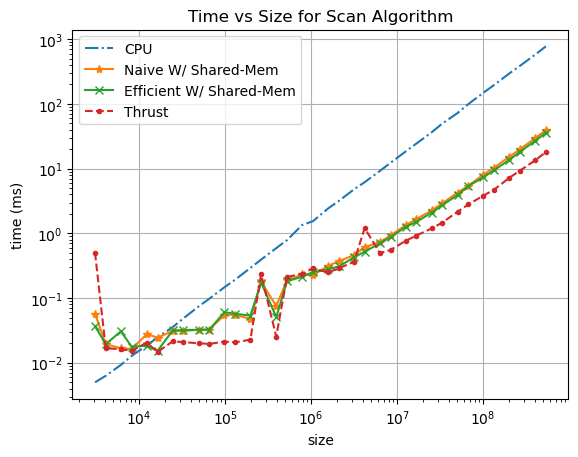 Time vs Size for Scan Algorithm
CPU
Naive W/ Shared-Mem
Efficient W/ Shared-Mem
Thrust
time (ms)
10³
10²
10¹
10⁰
10⁻¹
10⁻²
10⁴ 10⁵ 10⁶ 10⁷ 10⁸
size